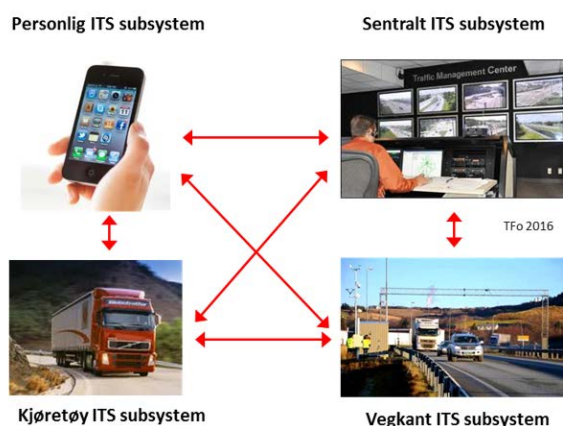 Personlig ITS subsystem
Sentralt ITS subsystem
Traffic Management Center
TFo 2016
Kjøretøy ITS subsystem
Vegkant ITS subsystem